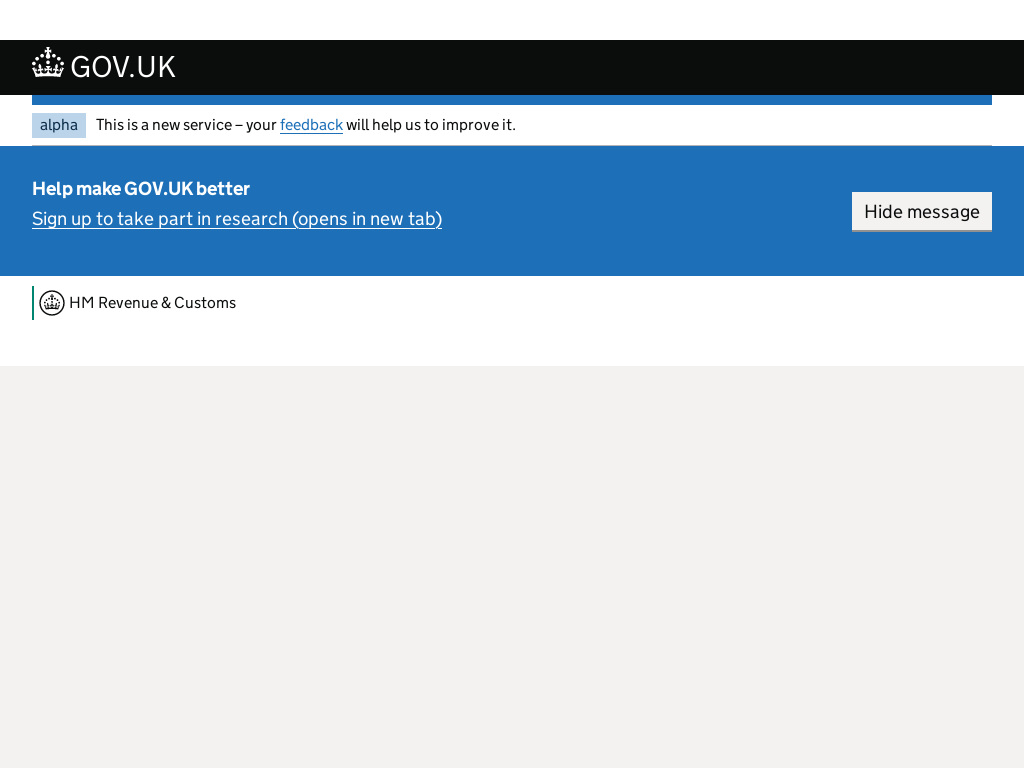 GOV.UK
alpha This is a new service – your feedback will help us to improve it.
Help make GOV.UK better
Sign up to take part in research (opens in new tab)
Hide message
HM Revenue & Customs